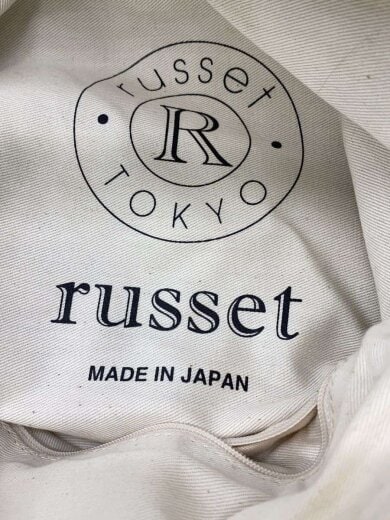 russet
R
TOKYO
russet
MADE IN JAPAN